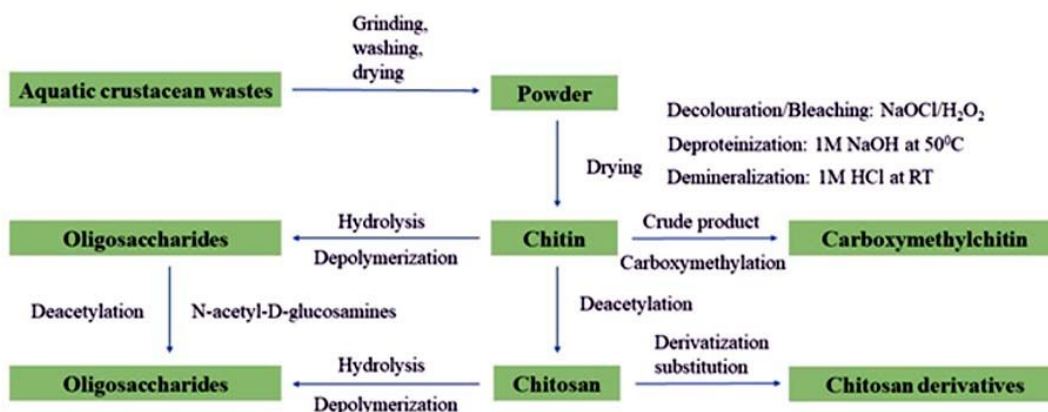 Grinding,
washing,
drying
Aquatic crustacean wastes
Powder
Decolouration/Bleaching: NaOCl/H₂O₂
Deproteinization: 1M NaOH at 50⁰C
Demineralization: 1M HCl at RT
Drying
Hydrolysis
Crude product
Oligosaccharides
Chitin
Carboxymethylchitin
Depolymerization
Carboxymethylation
Deacetylation
Deacetylation
N-acetyl-D-glucosamines
Derivatization
substitution
Hydrolysis
Oligosaccharides
Chitosan
Chitosan derivatives
Depolymerization